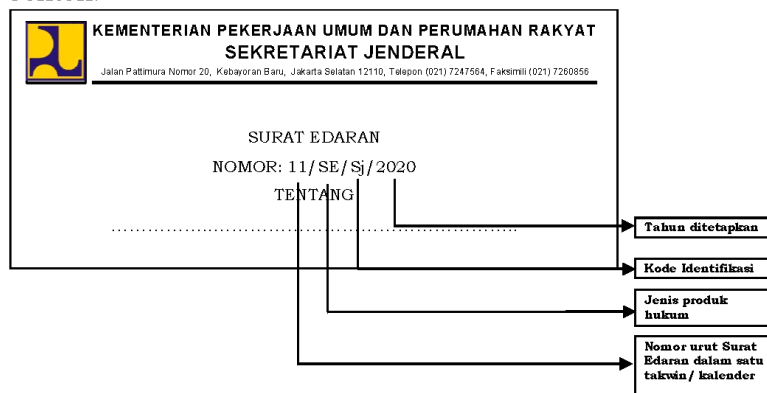 KEMENTERIAN PEKERJAAN UMUM DAN PERUMAHAN RAKYAT
SEKRETARIAT JENDERAL
Jalan Pattimura Nomor 20, Kebayoran Baru, Jakarta Selatan 12110, Telepon (021) 7247564, Faksimili (021) 7260856
SURAT EDARAN
NOMOR: 11/SE/Sj/2020
TENTANG
................................................................................
Tahun ditetapkan
Kode Identifikasi
Jenis produk
hukum
Nomor urut Surat
Edaran dalam satu
takwin/ kalender